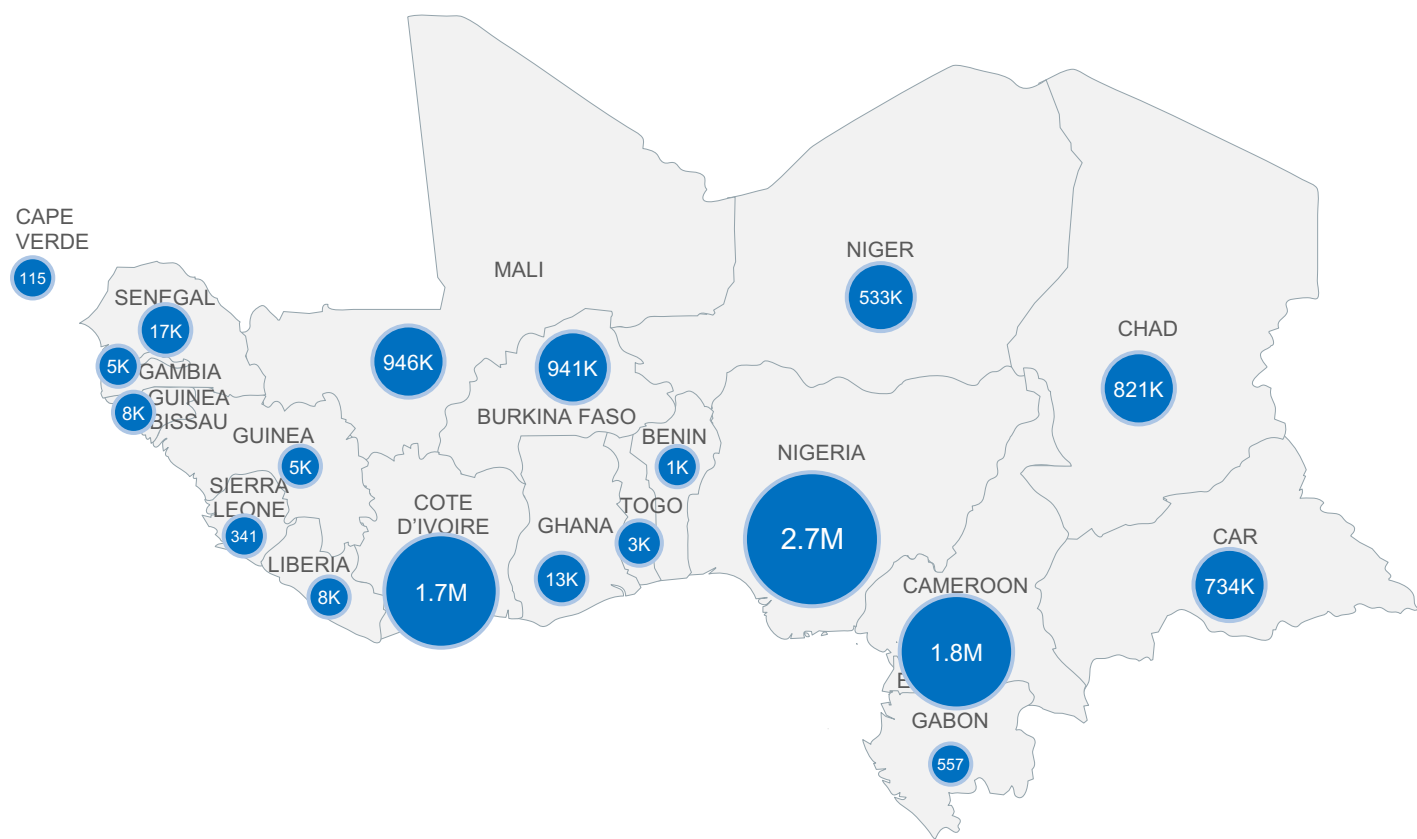 CAPE
VERDE
115
SENEGAL
17K
5K
GAMBIA
8K
GUINEA
BISSAU
GUINEA
5K
SIERRA
LEONE
341
LIBERIA
8K
MALI
946K
941K
BURKINA FASO
COTE
D'IVOIRE
1.7M
GHANA
13K
TOGO
3K
BENIN
1K
NIGER
533K
NIGERIA
2.7M
CHAD
821K
CAR
734K
CAMEROON
1.8M
GABON
557